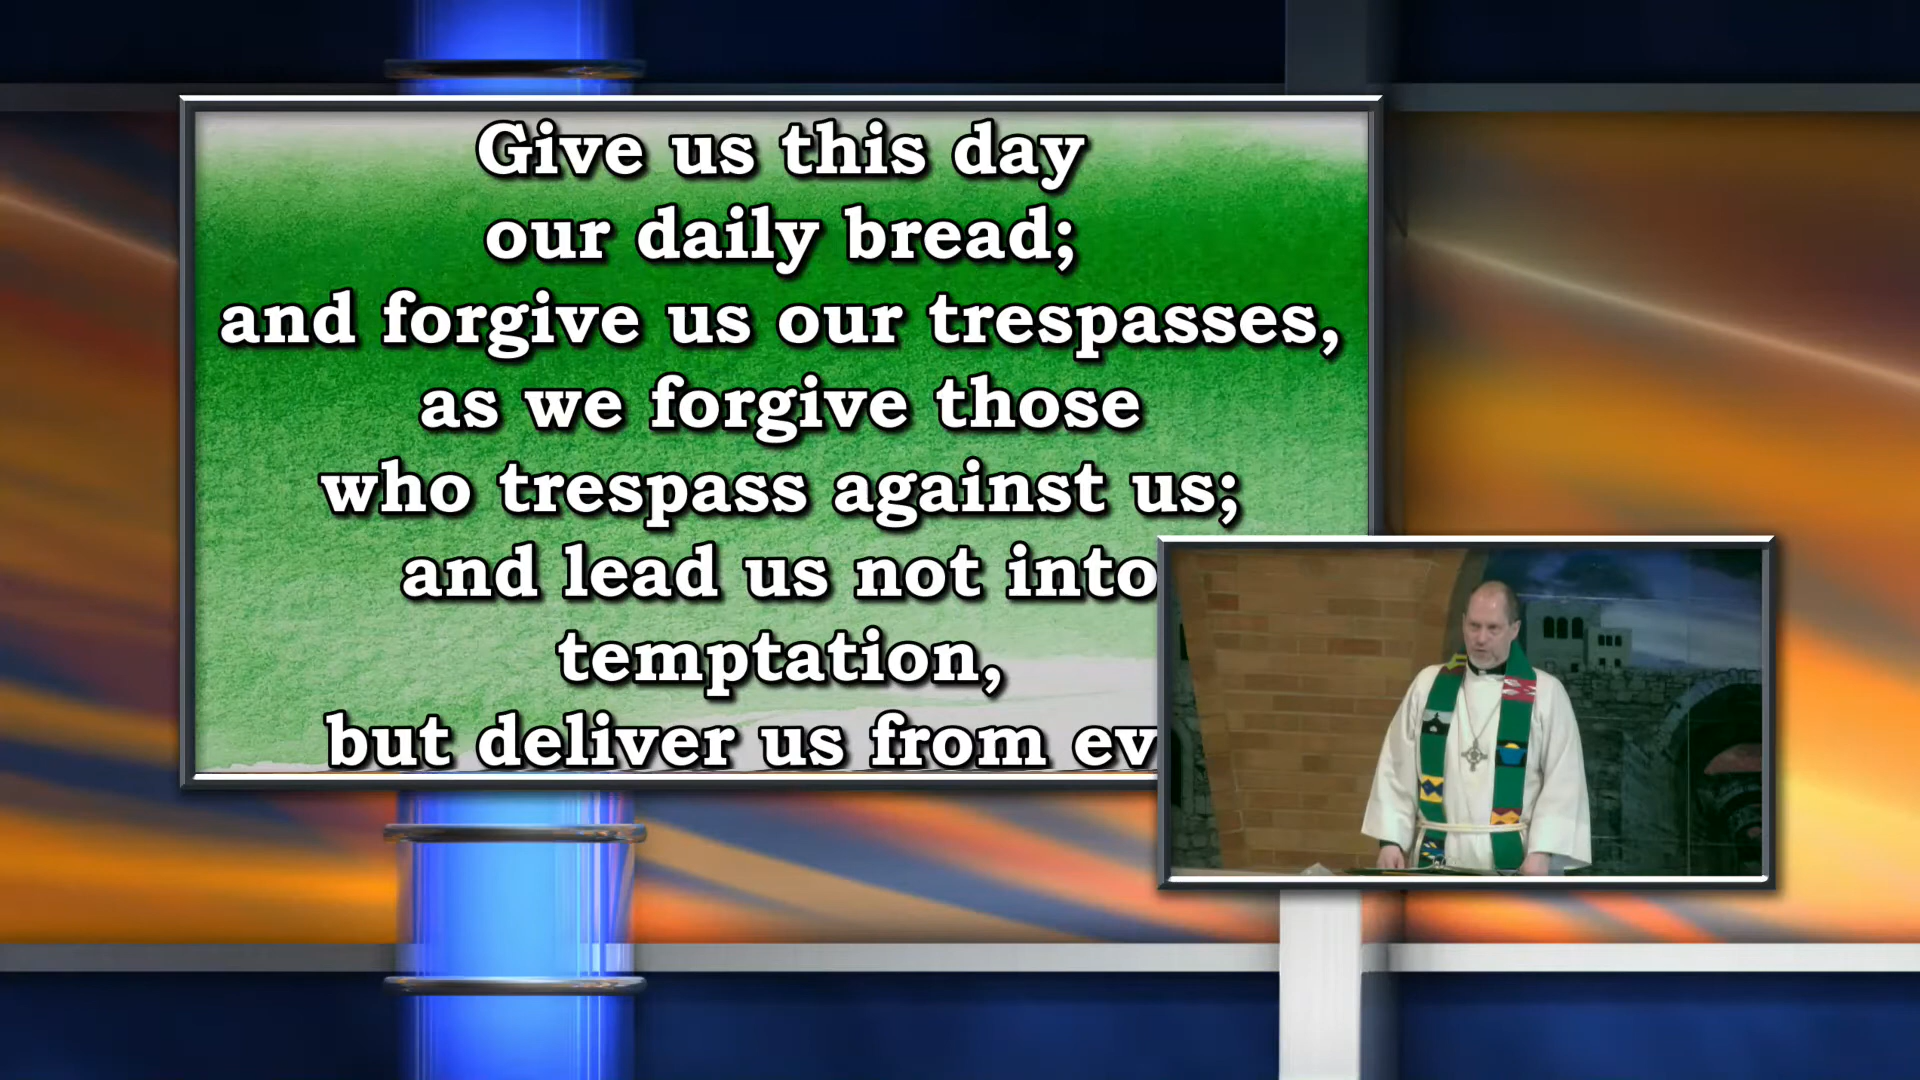 Give us this day
our daily bread;
and forgive us our trespasses,
as we forgive those
who trespass against us;
and lead us not into
temptation,
but deliver us from ev